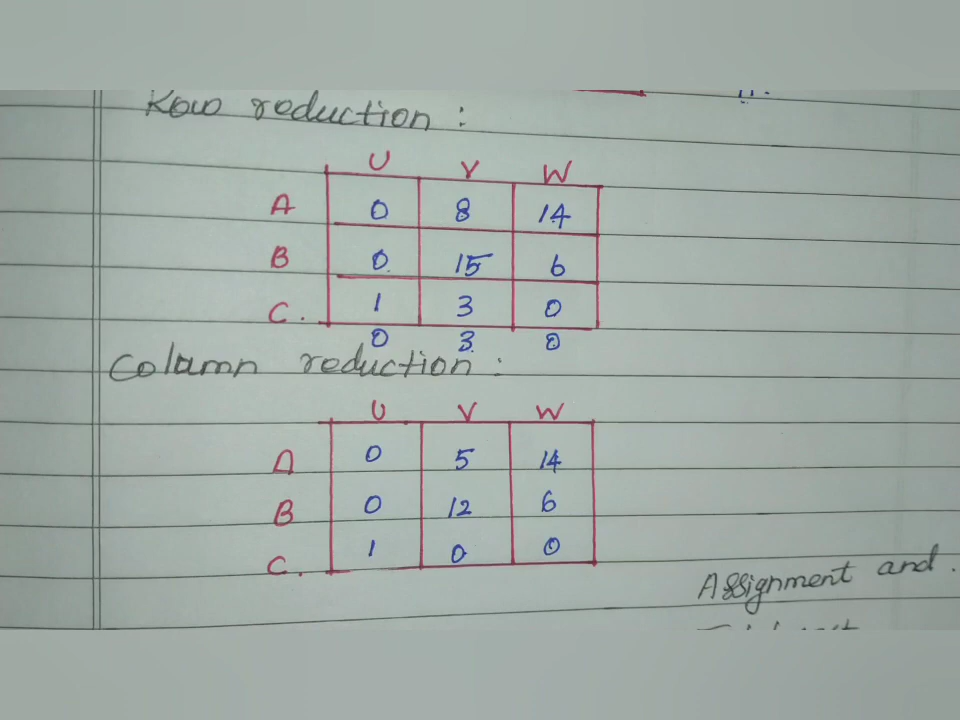 Row reduction :
U V W
A 0 8 14
B 0 15 6
C. 1 3 0
0 3 0
Column reduction :
U V W
A 0 5 14
B 0 12 6
C. 1 0 0
Assignment and